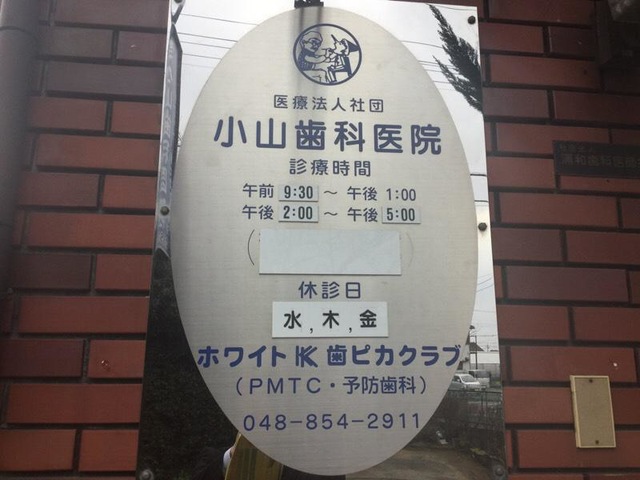 医療法人社団
小山歯科医院
診療時間
午前 9:30 ～ 午後 1:00
午後 2:00 ～ 午後 5:00
休診日
水,木,金
ホワイトKK歯ピカクラブ
(PMTC・予防歯科)
048-854-2911